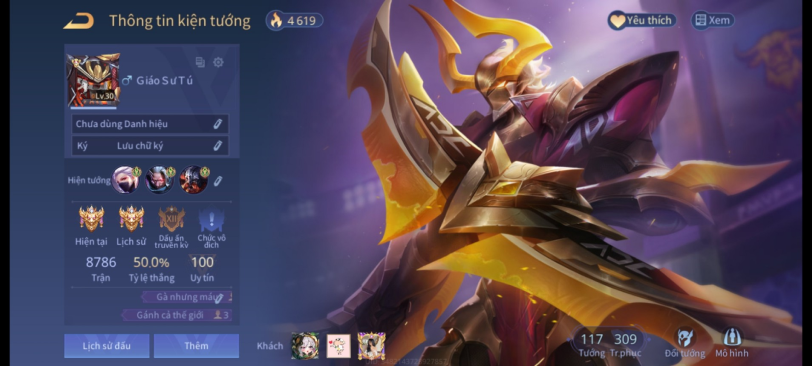 Thông tin kiện tướng
4 619
Yêu thích
Xem
Giáo Sư Tú
Lv.30
Chưa dùng Danh hiệu
Ký Lưu chữ ký
Hiện tướng
XII
Hiện tại
Lịch sử
Dấu ấn truyền kỳ
Chức vô địch
8786
50.0%
100
Trận
Tỷ lệ thắng
Uy tín
Gà nhưng máu
Gánh cả thế giới 3
Lịch sử đấu
Thêm
Khách
117
309
Tướng
Tr.phục
Đổi tướng
Mô hình